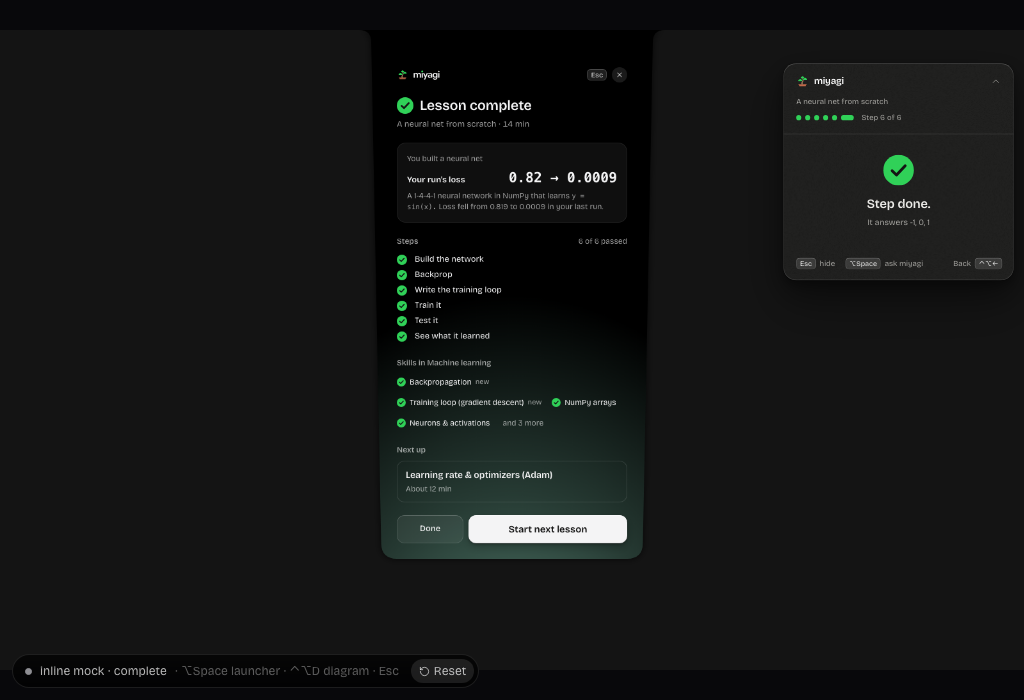 miyagi
Esc ×
Lesson complete
A neural net from scratch · 14 min
You built a neural net
Your run's loss 0.82 → 0.0009
A 1-4-4-1 neural network in NumPy that learns y =
sin(x). Loss fell from 0.819 to 0.0009 in your last run.
Steps 6 of 6 passed
Build the network
Backprop
Write the training loop
Train it
Test it
See what it learned
Skills in Machine learning
Backpropagation new
Training loop (gradient descent) new NumPy arrays
Neurons & activations and 3 more
Next up
Learning rate & optimizers (Adam)
About 12 min
Done Start next lesson
miyagi
A neural net from scratch
Step 6 of 6
Step done.
It answers -1, 0, 1
Esc hide ⌥Space ask miyagi Back ^⌥←
inline mock · complete · ⌥Space launcher · ^⌥D diagram · Esc Reset